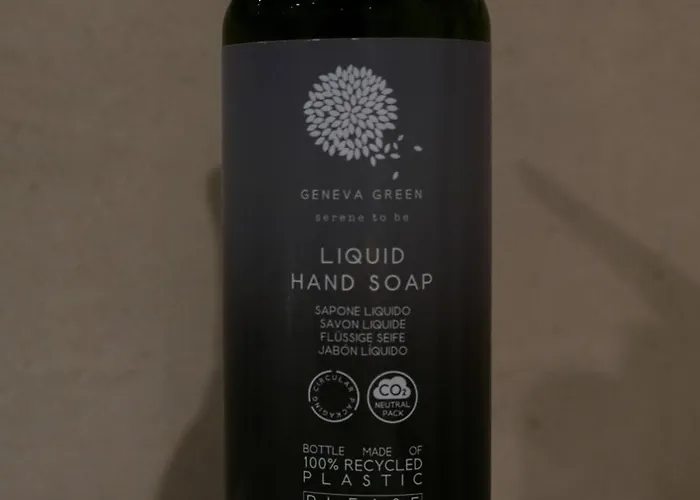 GENEVA GREEN
serene to be
LIQUID
HAND SOAP
SAPONE LIQUIDO
SAVON LIQUIDE
FLÜSSIGE SEIFE
JABÓN LÍQUIDO
CIRCULAR PACKAGING
CO2
NEUTRAL
PACK
BOTTLE MADE OF
100% RECYCLED
PLASTIC